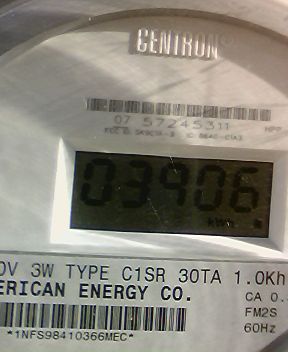 CENTRON®
07 57245311
03906
kWh
0V 3W TYPE C1SR 30TA 1.0Kh
ERICAN ENERGY CO.
CA 0.
FM2S
60Hz
*1NFS98410366MEC*